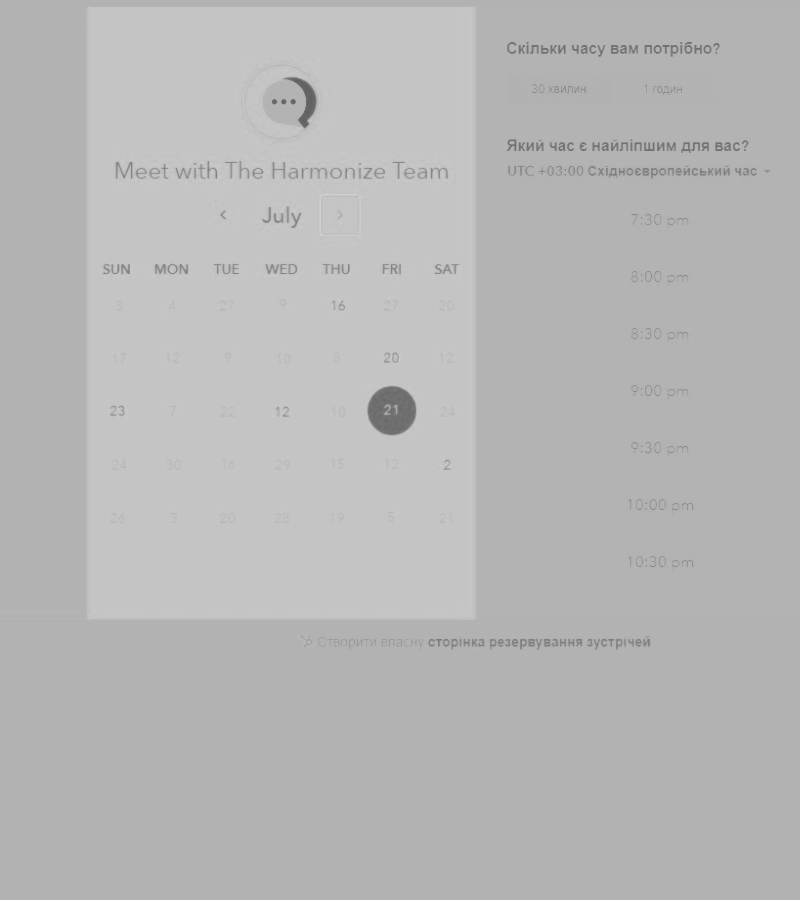 Meet with The Harmonize Team
July
SUN MON TUE WED THU FRI SAT
3 4 27 9 16 27 20
17 12 9 10 8 20 12
23 7 22 12 10 21 24
24 30 16 29 15 12 2
26 3 20 28 19 5 21
Скільки часу вам потрібно?
30 хвилин 1 годин
Який час є найліпшим для вас?
UTC +03:00 Східноєвропейський час
7:30 pm
8:00 pm
8:30 pm
9:00 pm
9:30 pm
10:00 pm
10:30 pm
Створити власну сторінка резервування зустрічей